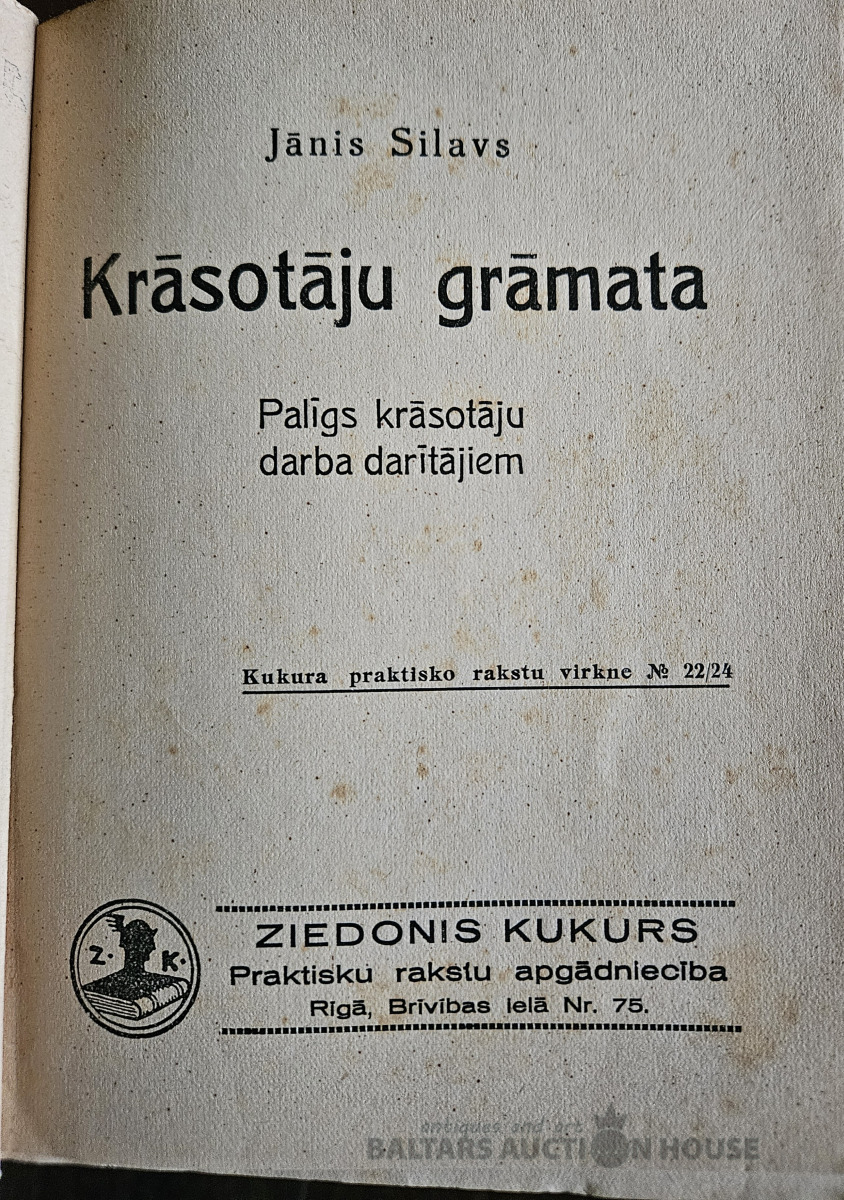 Jānis Silavs
Krāsotāju grāmata
Palīgs krāsotāju
darba darītājiem
Kukura praktisko rakstu virkne № 22/24
Z. K.
ZIEDONIS KUKURS
Praktisku rakstu apgādniecība
Rīgā, Brīvības ielā Nr. 75.
antiques and art
BALTARS AUCTION HOUSE